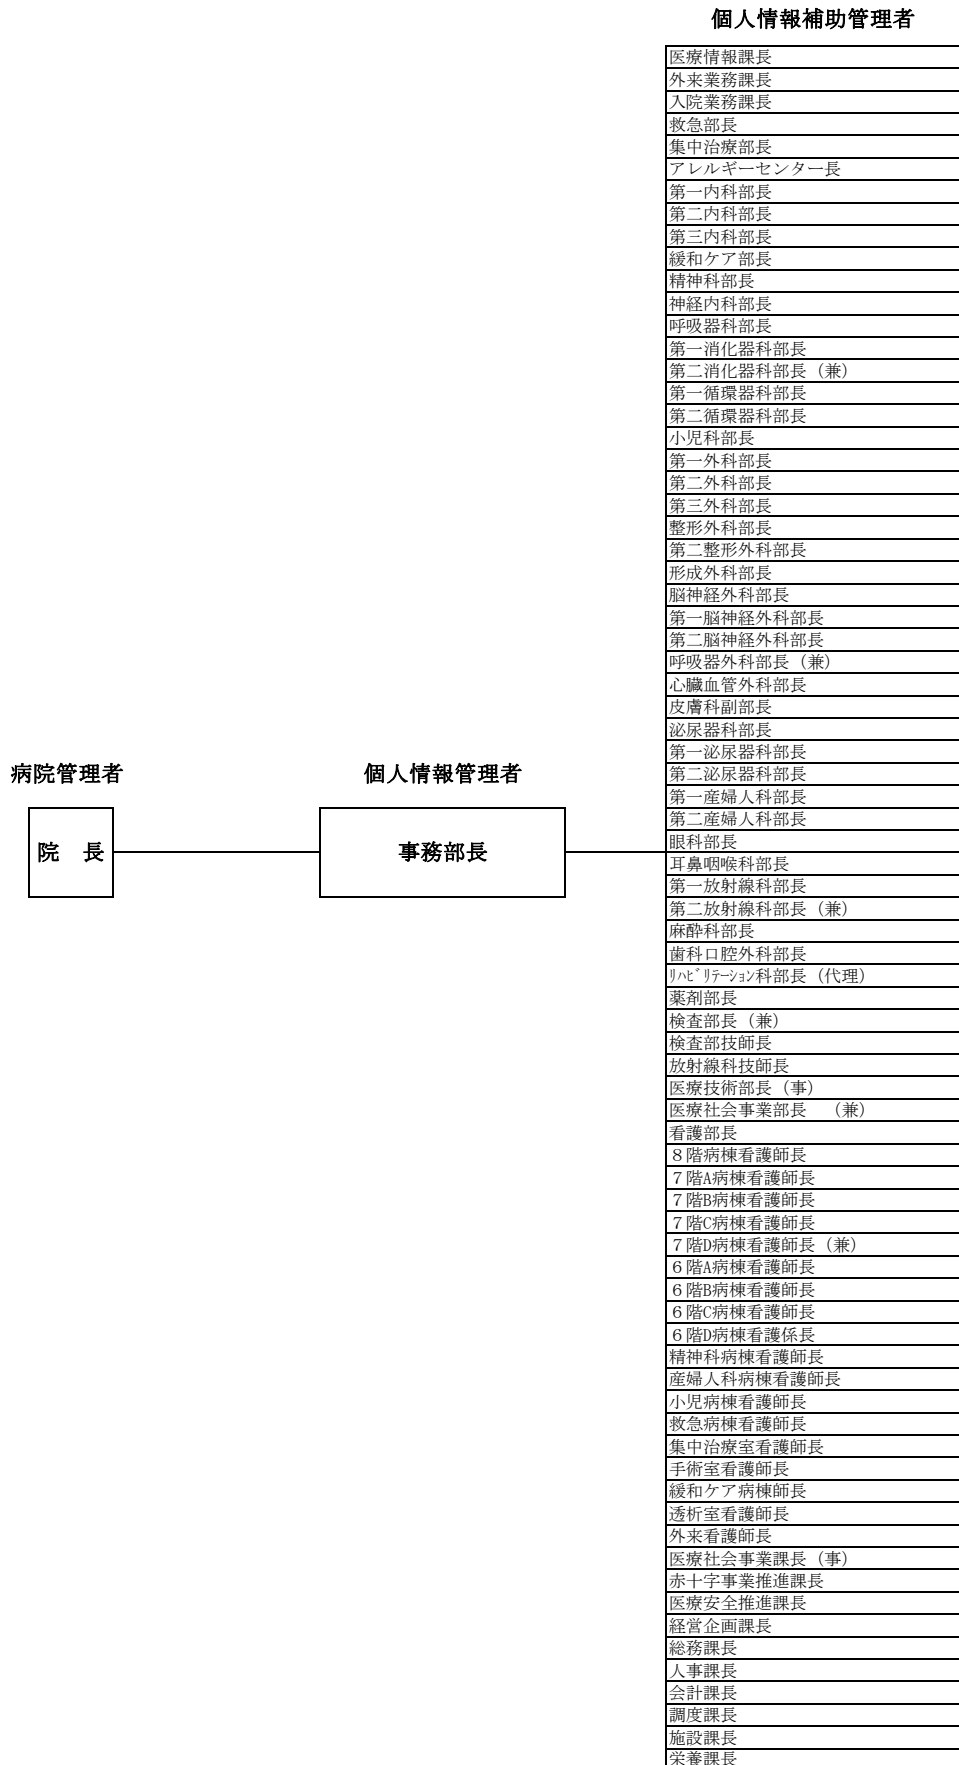 個人情報補助管理者
医療情報課長
外来業務課長
入院業務課長
救急部長
集中治療部長
アレルギーセンター長
第一内科部長
第二内科部長
第三内科部長
緩和ケア部長
精神科部長
神経内科部長
呼吸器科部長
第一消化器科部長
第二消化器科部長（兼）
第一循環器科部長
第二循環器科部長
小児科部長
第一外科部長
第二外科部長
第三外科部長
整形外科部長
第二整形外科部長
形成外科部長
脳神経外科部長
第一脳神経外科部長
第二脳神経外科部長
呼吸器外科部長（兼）
心臓血管外科部長
皮膚科副部長
泌尿器科部長
第一泌尿器科部長
第二泌尿器科部長
第一産婦人科部長
第二産婦人科部長
眼科部長
耳鼻咽喉科部長
第一放射線科部長
第二放射線科部長（兼）
麻酔科部長
歯科口腔外科部長
ﾘﾊﾋﾞﾘﾃｰｼｮﾝ科部長（代理）
薬剤部長
検査部長（兼）
検査部技師長
放射線科技師長
医療技術部長（事）
医療社会事業部長　（兼）
看護部長
８階病棟看護師長
７階A病棟看護師長
７階B病棟看護師長
７階C病棟看護師長
７階D病棟看護師長（兼）
６階A病棟看護師長
６階B病棟看護師長
６階C病棟看護師長
６階D病棟看護係長
精神科病棟看護師長
産婦人科病棟看護師長
小児病棟看護師長
救急病棟看護師長
集中治療室看護師長
手術室看護師長
緩和ケア病棟師長
透析室看護師長
外来看護師長
医療社会事業課長（事）
赤十字事業推進課長
医療安全推進課長
経営企画課長
総務課長
人事課長
会計課長
調度課長
施設課長
栄養課長
病院管理者
院　長
個人情報管理者
事務部長